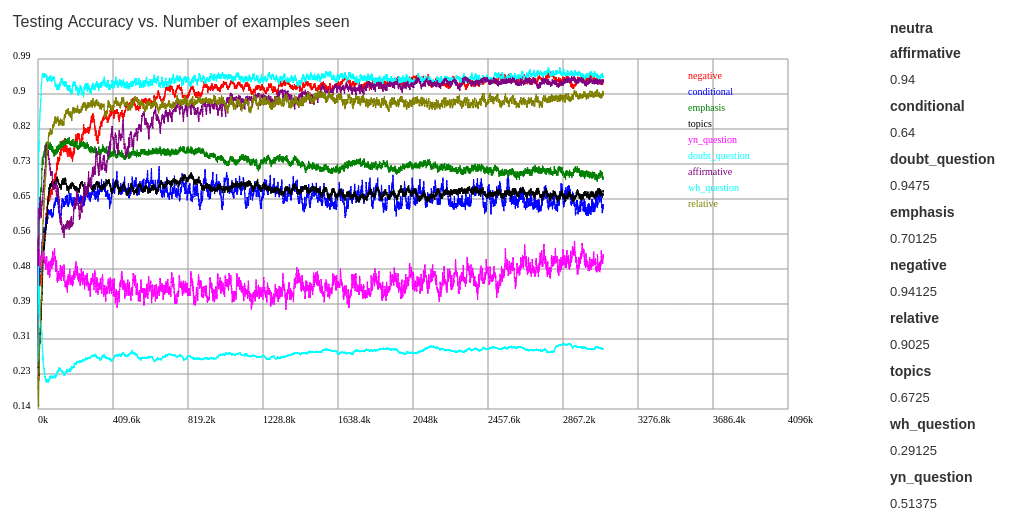 Testing Accuracy vs. Number of examples seen
0.99
0.9
0.82
0.73
0.65
0.56
0.48
0.39
0.31
0.23
0.14
0k 409.6k 819.2k 1228.8k 1638.4k 2048k 2457.6k 2867.2k 3276.8k 3686.4k 4096k
negative
conditional
emphasis
topics
yn_question
doubt_question
affirmative
wh_question
relative
neutra
affirmative
0.94
conditional
0.64
doubt_question
0.9475
emphasis
0.70125
negative
0.94125
relative
0.9025
topics
0.6725
wh_question
0.29125
yn_question
0.51375